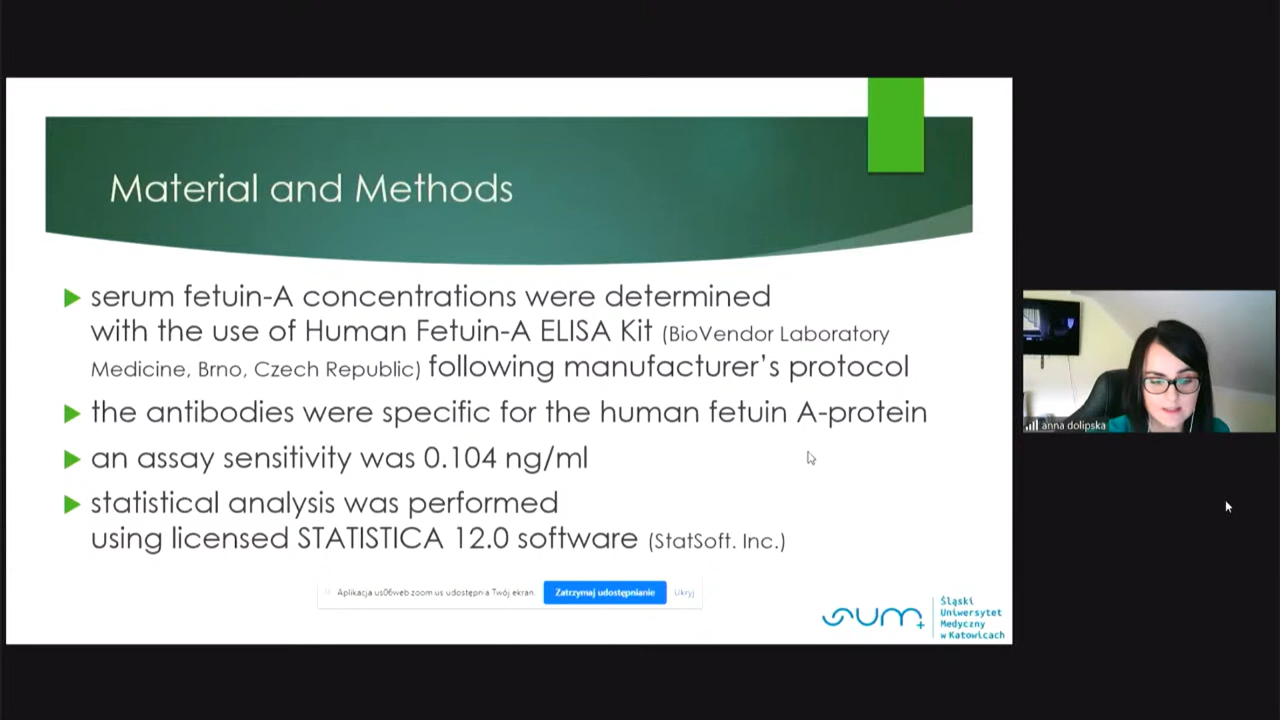 Material and Methods
serum fetuin-A concentrations were determined
with the use of Human Fetuin-A ELISA Kit (BioVendor Laboratory
Medicine, Brno, Czech Republic) following manufacturer’s protocol
the antibodies were specific for the human fetuin A-protein
an assay sensitivity was 0.104 ng/ml
statistical analysis was performed
using licensed STATISTICA 12.0 software (StatSoft. Inc.)
Aplikacja us06web.zoom.us udostępnia Twój ekran. Zatrzymaj udostępnianie Ukryj
sum
Śląski
Uniwersytet
Medyczny
w Katowicach
anna dolipska